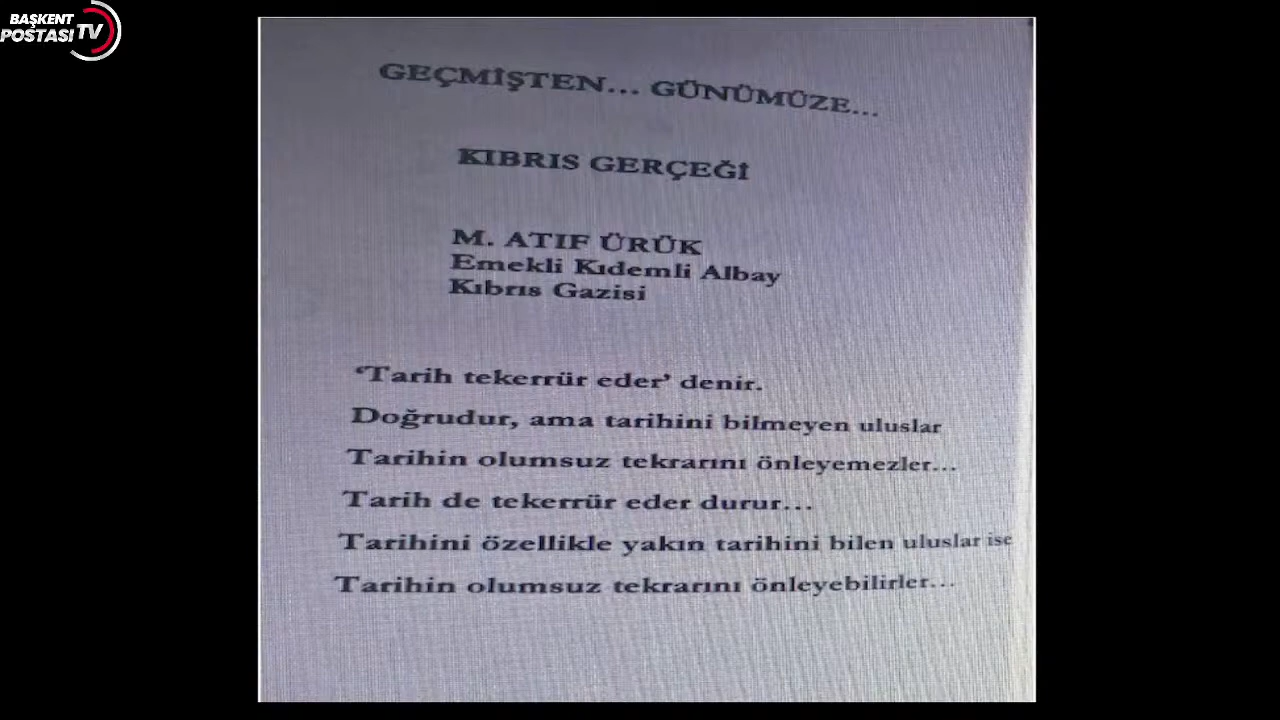 BAŞKENT
POSTASI TV
GEÇMİŞTEN... GÜNÜMÜZE...
KIBRIS GERÇEĞİ
M. ATIF ÜRÜK
Emekli Kıdemli Albay
Kıbrıs Gazisi
‘Tarih tekerrür eder’ denir.
Doğrudur, ama tarihini bilmeyen uluslar
Tarihin olumsuz tekrarını önleyemezler...
Tarih de tekerrür eder durur...
Tarihini özellikle yakın tarihini bilen uluslar ise
Tarihin olumsuz tekrarını önleyebilirler...